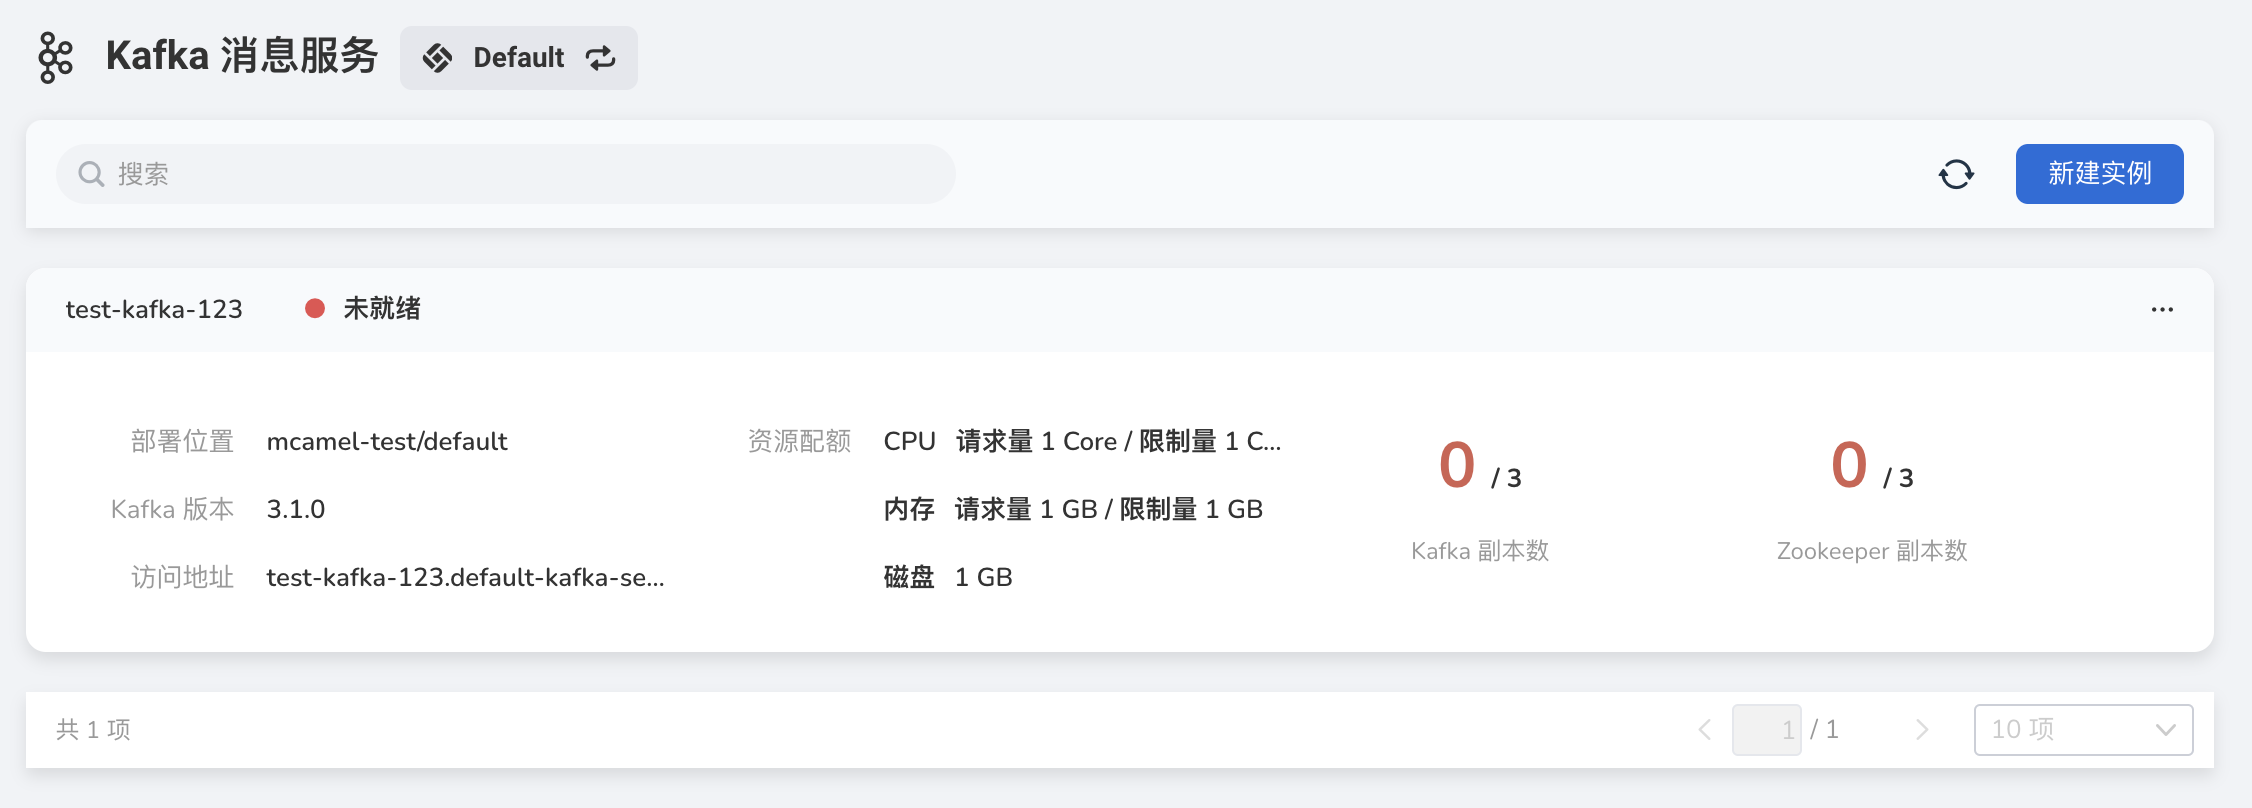 Kafka 消息服务 Default
搜索 新建实例
test-kafka-123 未就绪 ...
部署位置 mcamel-test/default 资源配额 CPU 请求量 1 Core / 限制量 1 C... 0 / 3 0 / 3
Kafka 版本 3.1.0 内存 请求量 1 GB / 限制量 1 GB
Kafka 副本数 Zookeeper 副本数
访问地址 test-kafka-123.default-kafka-se... 磁盘 1 GB
共 1 项 1 / 1 10 项